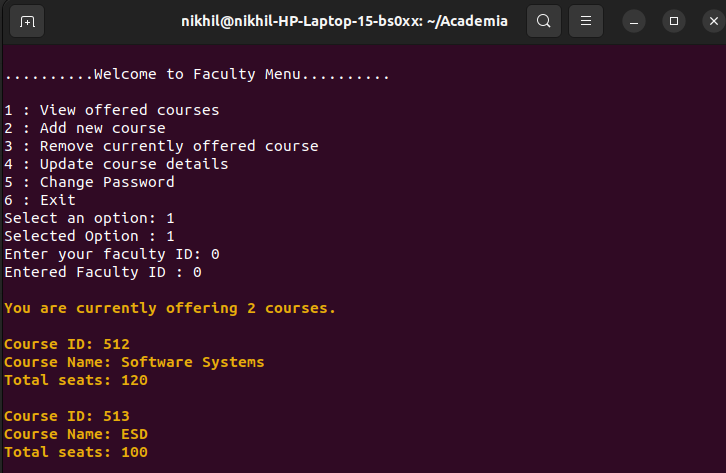 nikhil@nikhil-HP-Laptop-15-bs0xx: ~/Academia
..........Welcome to Faculty Menu..........
1 : View offered courses
2 : Add new course
3 : Remove currently offered course
4 : Update course details
5 : Change Password
6 : Exit
Select an option: 1
Selected Option : 1
Enter your faculty ID: 0
Entered Faculty ID : 0
You are currently offering 2 courses.
Course ID: 512
Course Name: Software Systems
Total seats: 120
Course ID: 513
Course Name: ESD
Total seats: 100